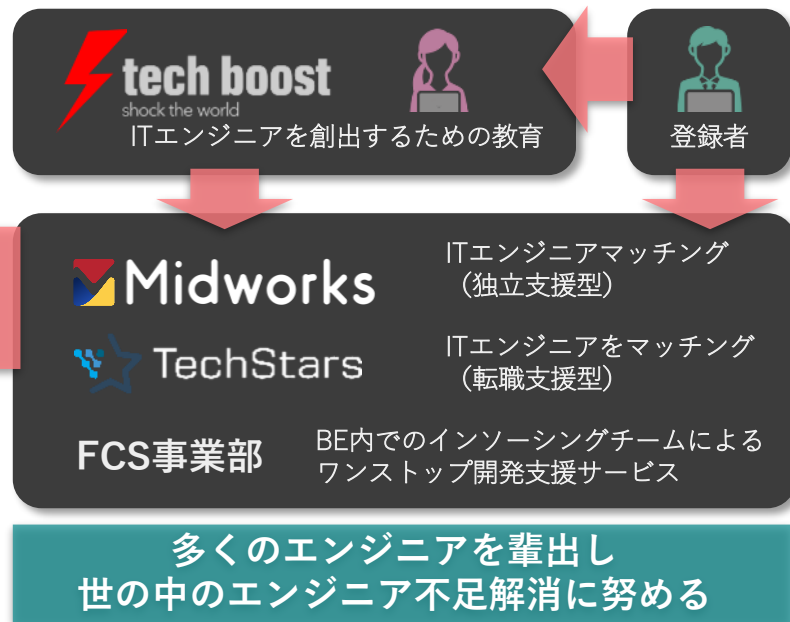 tech boost
shock the world
ITエンジニアを創出するための教育
登録者
Midworks
ITエンジニアマッチング
（独立支援型）
TechStars
ITエンジニアをマッチング
（転職支援型）
FCS事業部
BE内でのインソーシングチームによる
ワンストップ開発支援サービス
多くのエンジニアを輩出し
世の中のエンジニア不足解消に努める